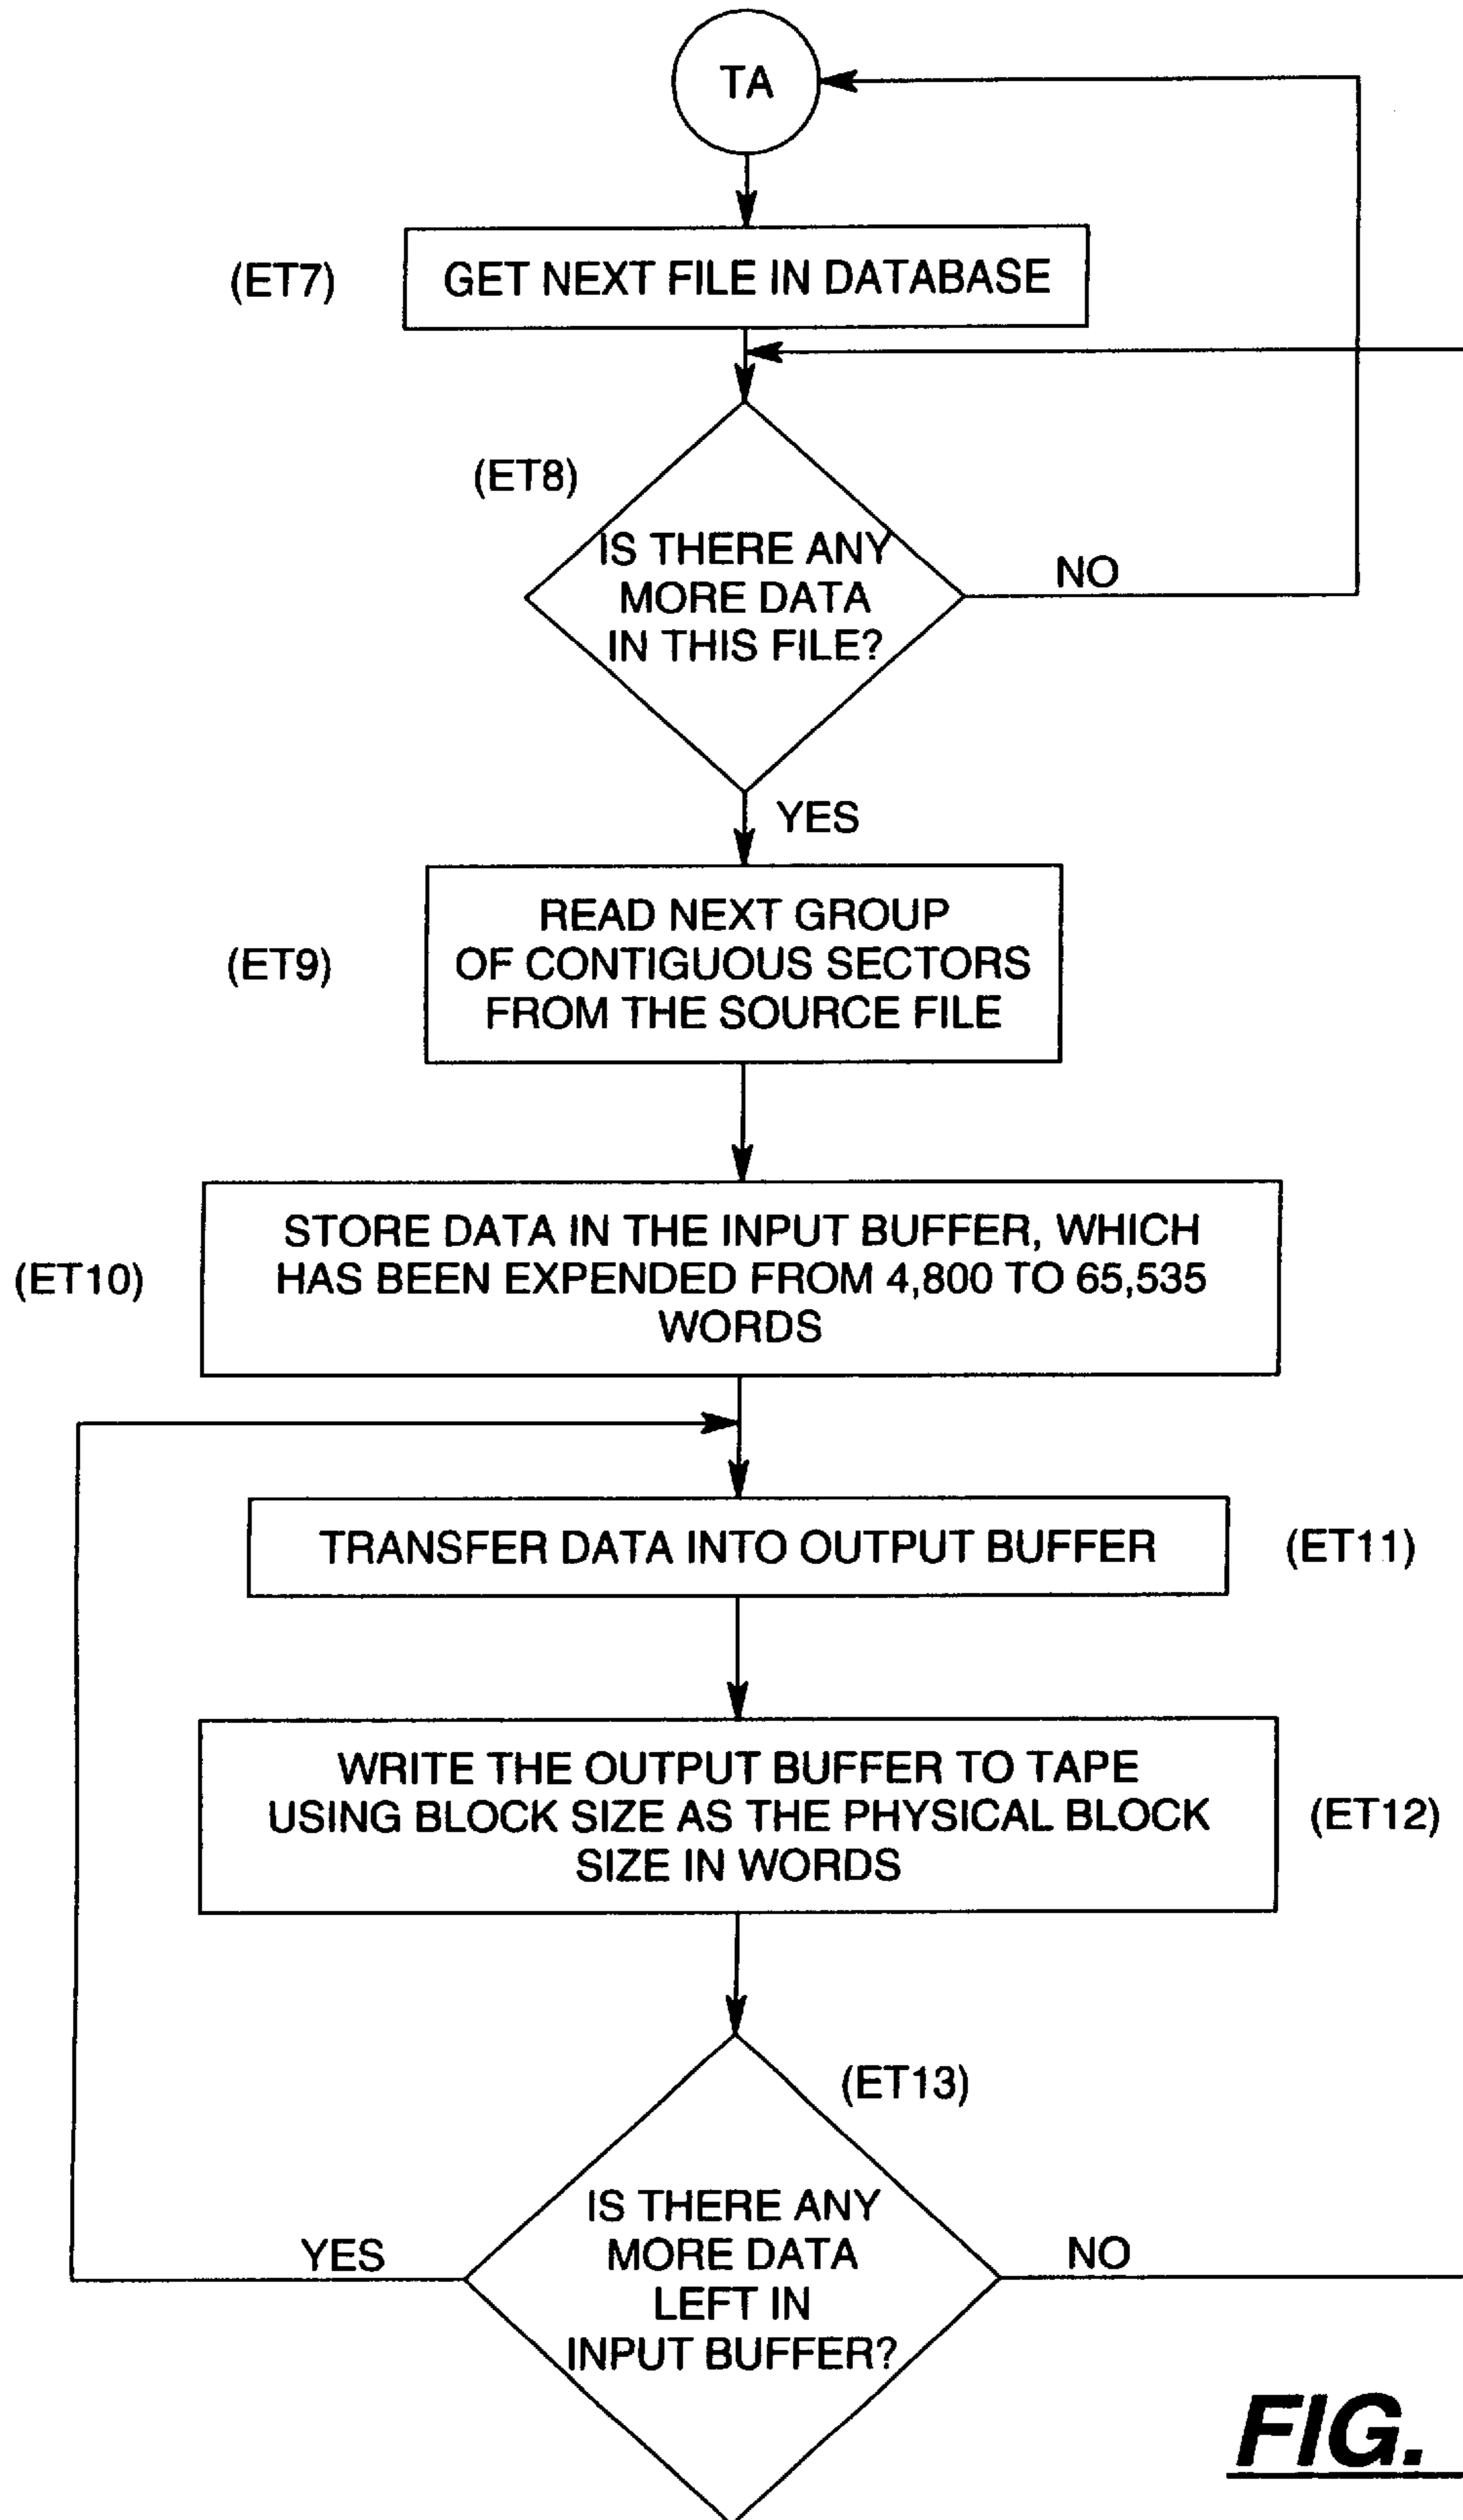 TA
(ET7)
GET NEXT FILE IN DATABASE
(ET8)
IS THERE ANY
MORE DATA
IN THIS FILE?
NO
YES
(ET9)
READ NEXT GROUP
OF CONTIGUOUS SECTORS
FROM THE SOURCE FILE
(ET10)
STORE DATA IN THE INPUT BUFFER, WHICH
HAS BEEN EXPENDED FROM 4,800 TO 65,535
WORDS
TRANSFER DATA INTO OUTPUT BUFFER
(ET11)
WRITE THE OUTPUT BUFFER TO TAPE
USING BLOCK SIZE AS THE PHYSICAL BLOCK
SIZE IN WORDS
(ET12)
(ET13)
IS THERE ANY
MORE DATA
LEFT IN
INPUT BUFFER?
YES
NO
FIG.